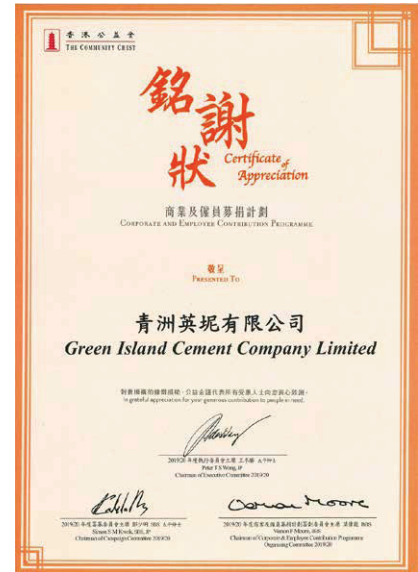 香港公益金
THE COMMUNITY CHEST
銘謝狀
Certificate of Appreciation
商業及僱員募捐計劃
CORPORATE AND EMPLOYEE CONTRIBUTION PROGRAMME
敬呈
PRESENTED TO
青洲英坭有限公司
Green Island Cement Company Limited
In grateful appreciation for your generous contribution to people in need.
Peter T S Wong, JP
Chairman of Executive Committee 2019/20
Simon S M Kwok, SBS, JP
Chairman of Campaign Committee 2019/20
Vernon F Moore, BBS
Chairman of Corporate & Employee Contribution Programme
Organising Committee 2019/20